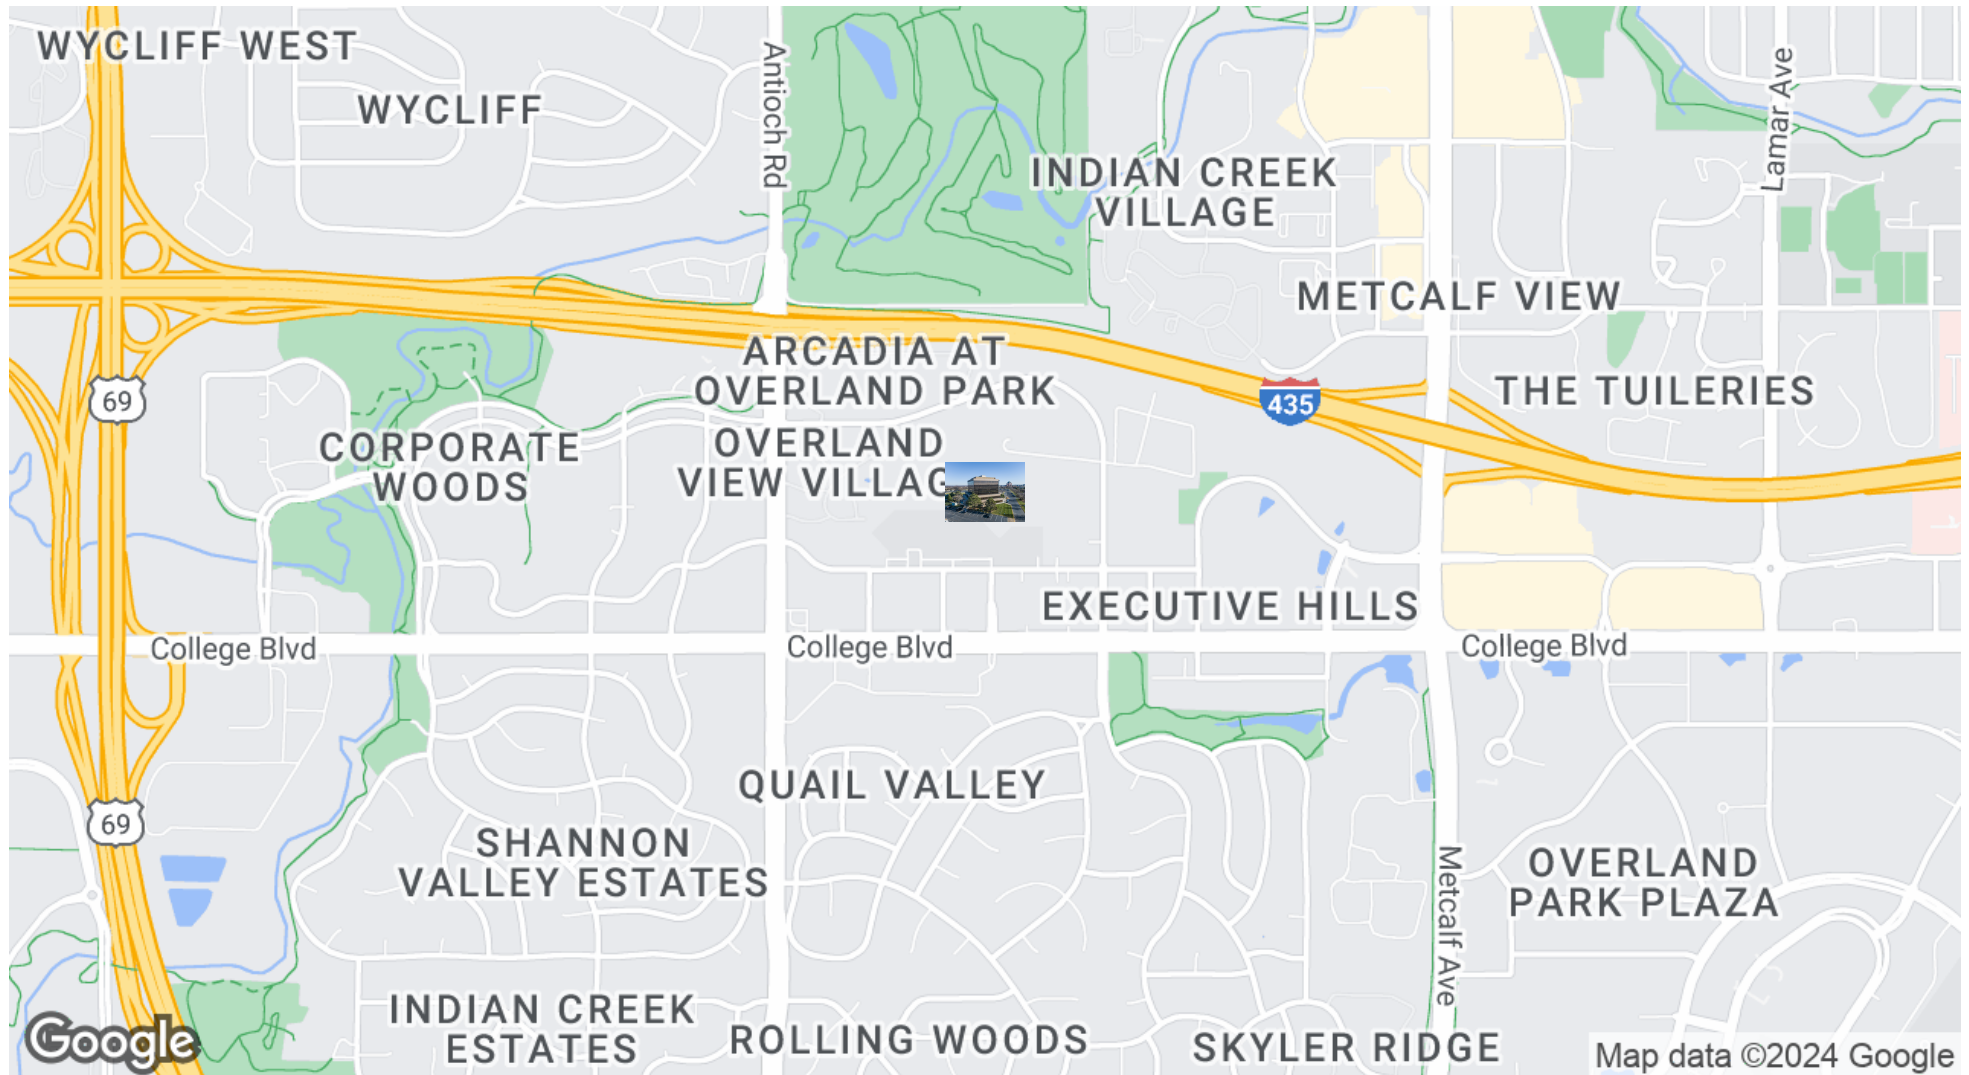 WYCLIFF WEST
WYCLIFF
Antioch Rd
Lamar Ave
INDIAN CREEK
VILLAGE
METCALF VIEW
ARCADIA AT
OVERLAND PARK
THE TUILERIES
69
435
OVERLAND
VIEW VILLAG
CORPORATE
WOODS
EXECUTIVE HILLS
College Blvd
College Blvd
College Blvd
QUAIL VALLEY
69
SHANNON
VALLEY ESTATES
OVERLAND
PARK PLAZA
Metcalf Ave
INDIAN CREEK
ESTATES
ROLLING WOODS
SKYLER RIDGE
Google
Map data ©2024 Google